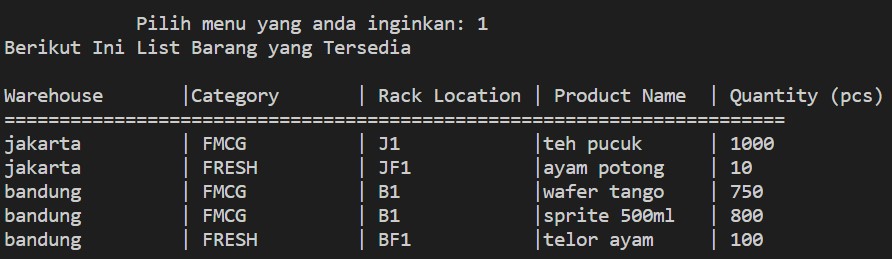 Pilih menu yang anda inginkan: 1
Berikut Ini List Barang yang Tersedia
Warehouse |Category | Rack Location | Product Name | Quantity (pcs)
=======================================================================
jakarta | FMCG | J1 |teh pucuk | 1000
jakarta | FRESH | JF1 |ayam potong | 10
bandung | FMCG | B1 |wafer tango | 750
bandung | FMCG | B1 |sprite 500ml | 800
bandung | FRESH | BF1 |telor ayam | 100